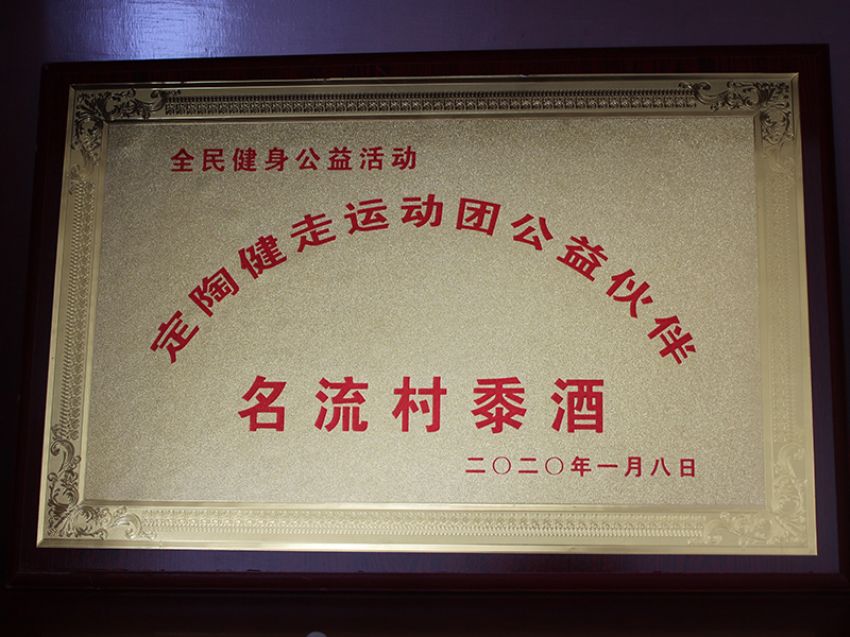 全民健身公益活动
定陶健走运动团公益伙伴
名流村黍酒
二〇二〇年一月八日